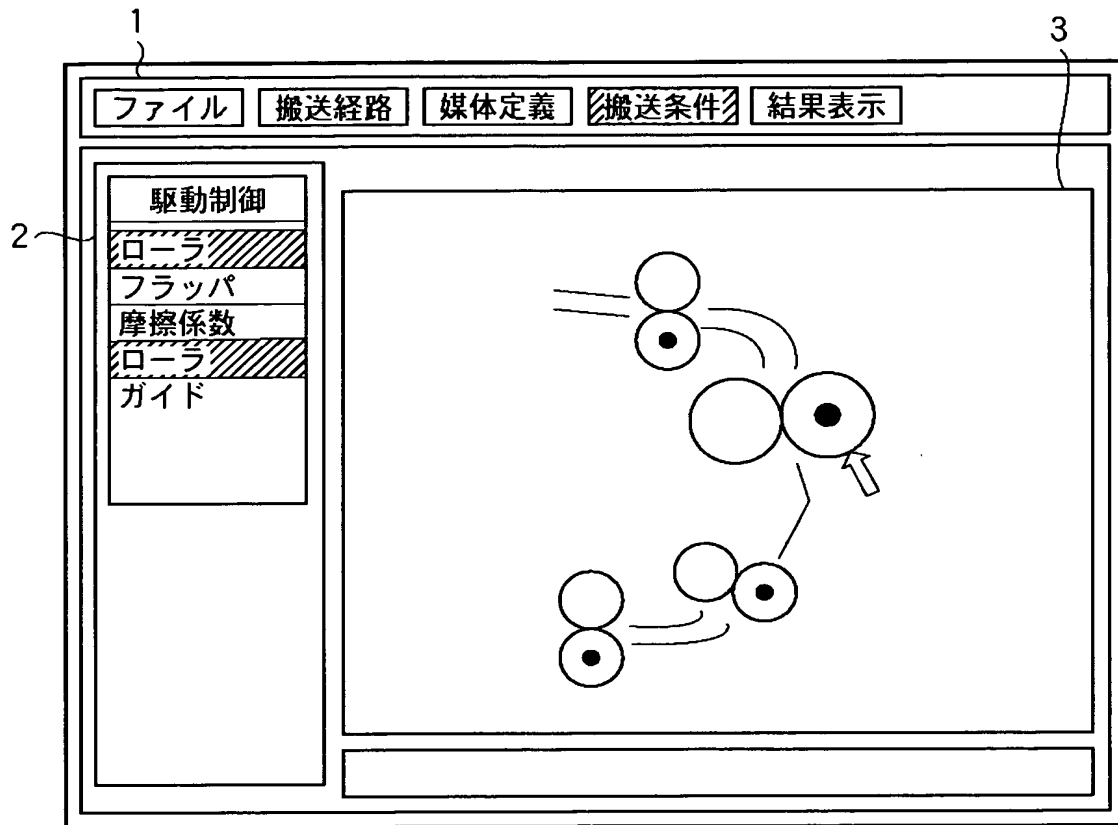 1
3
ファイル 搬送経路 媒体定義 搬送条件 結果表示
2
駆動制御
ローラ
フラッパ
摩擦係数
ローラ
ガイド